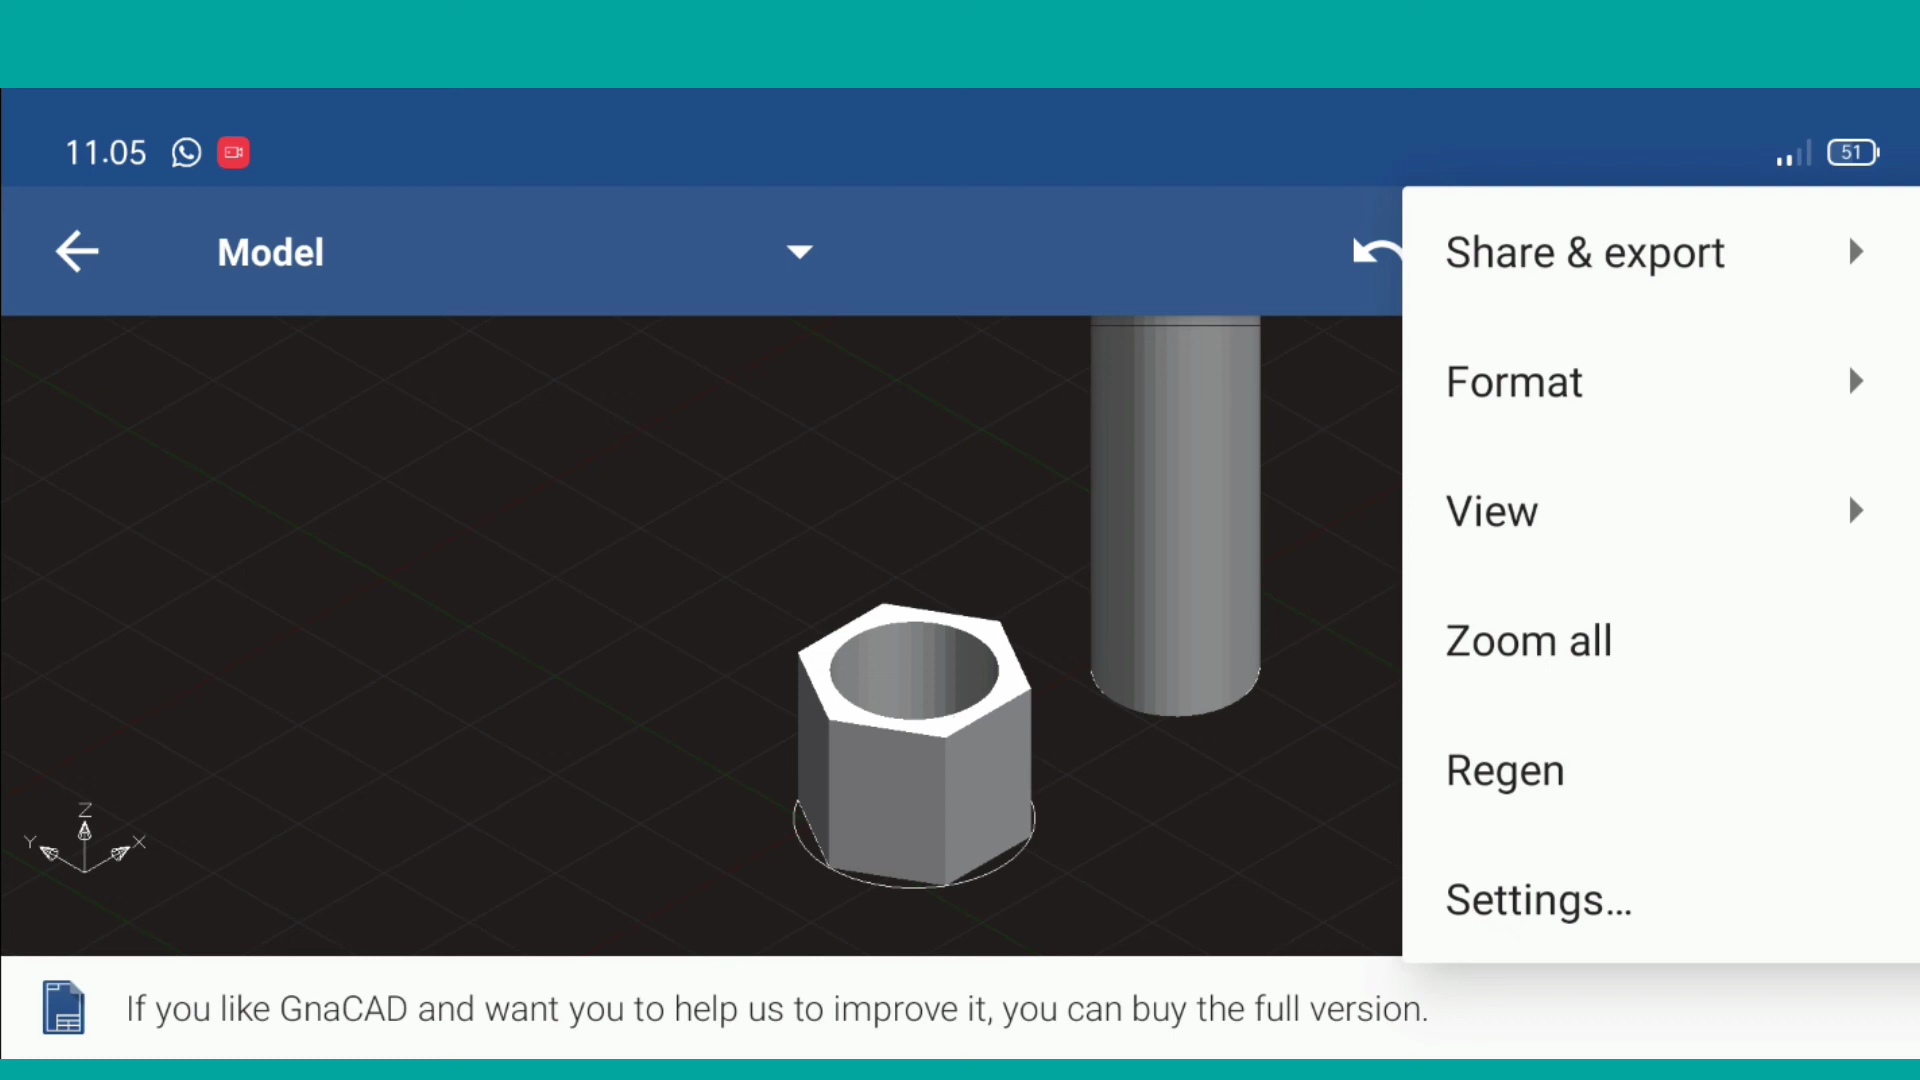 11.05
51
Model
Share & export
Format
View
Zoom all
Regen
Settings...
Z
Y
X
If you like GnaCAD and want you to help us to improve it, you can buy the full version.